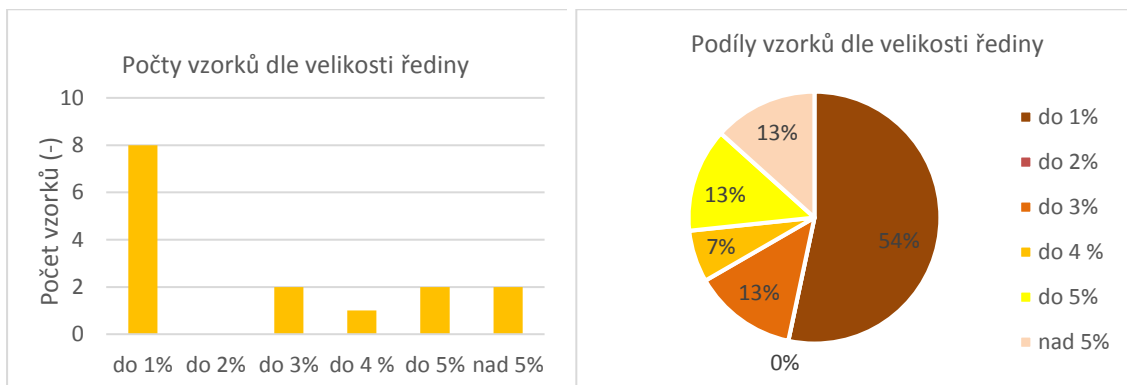 Počty vzorků dle velikosti řediny
Počet vzorků (-)
10
8
6
4
2
0
do 1% do 2% do 3% do 4 % do 5% nad 5%
Podíly vzorků dle velikosti řediny
54%
13%
7%
13%
13%
0%
do 1%
do 2%
do 3%
do 4 %
do 5%
nad 5%